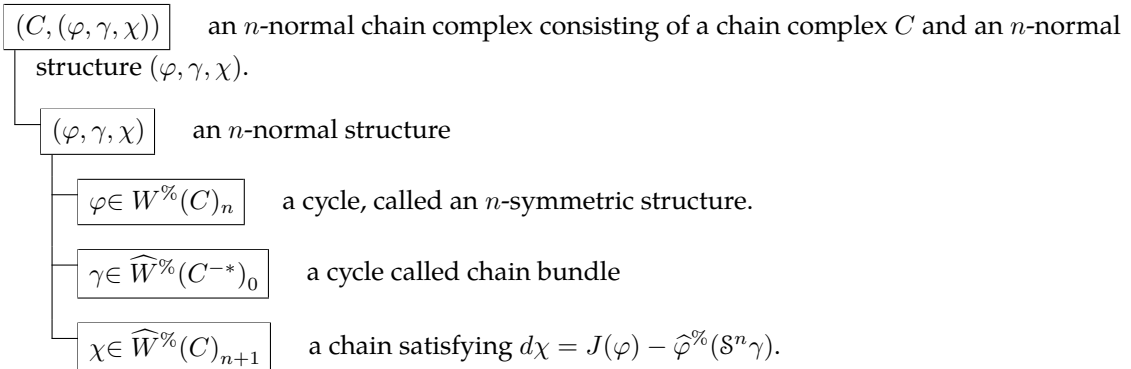 (C, (φ, γ, χ)) an n-normal chain complex consisting of a chain complex C and an n-normal
structure (φ, γ, χ).
(φ, γ, χ) an n-normal structure
φ∈ W^%(C)_n a cycle, called an n-symmetric structure.
γ∈ Ŵ^%(C^{−*})_0 a cycle called chain bundle
χ∈ Ŵ^%(C)_{n+1} a chain satisfying dχ = J(φ) − φ̂^%(S^nγ).